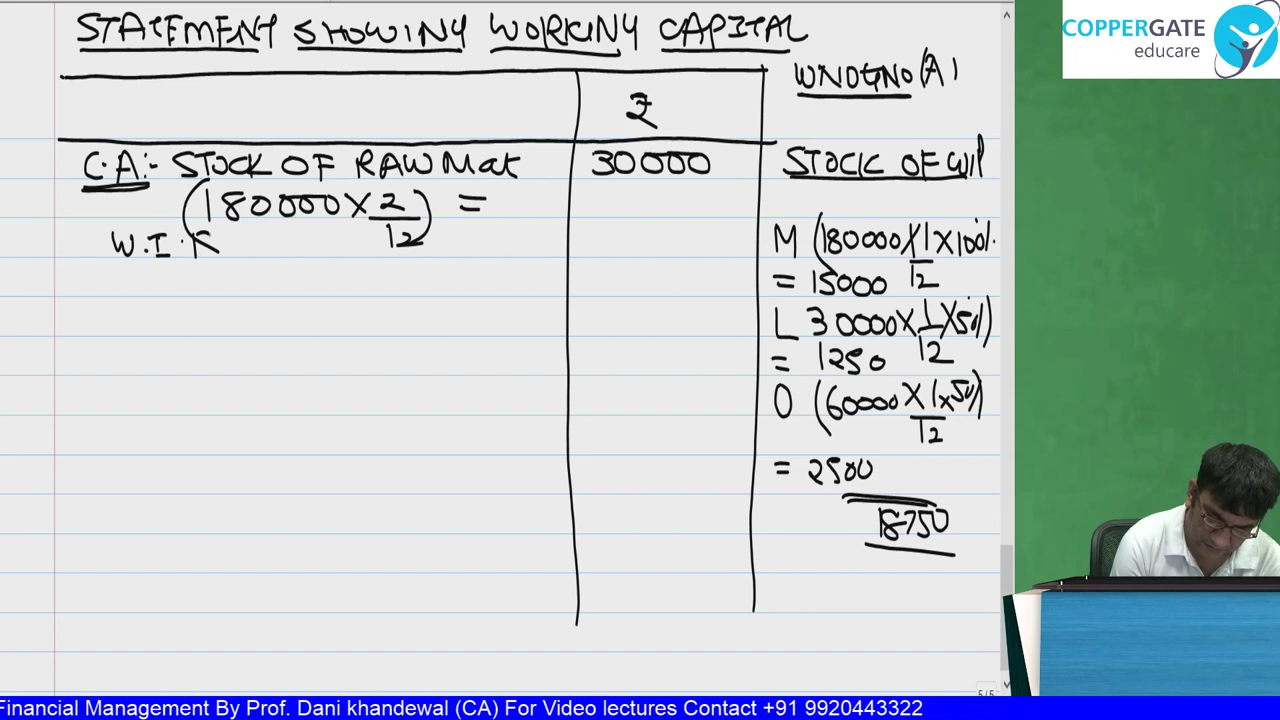 STATEMENT SHOWING WORKING CAPITAL
₹
C.A:- STOCK OF RAW Mat 30000
(180000 X 2/12) =
W.I.P
WNDGNO (A)
STOCK OF WIP
M (180000 X 1/12 X 100%
= 15000
L 30000 X 1/12 X 50%)
= 1250
O (60000 X 1/12 x 50%)
= 2500
18750
COPPERGATE
educare
5/5
Financial Management By Prof. Dani khandewal (CA) For Video lectures Contact +91 9920443322